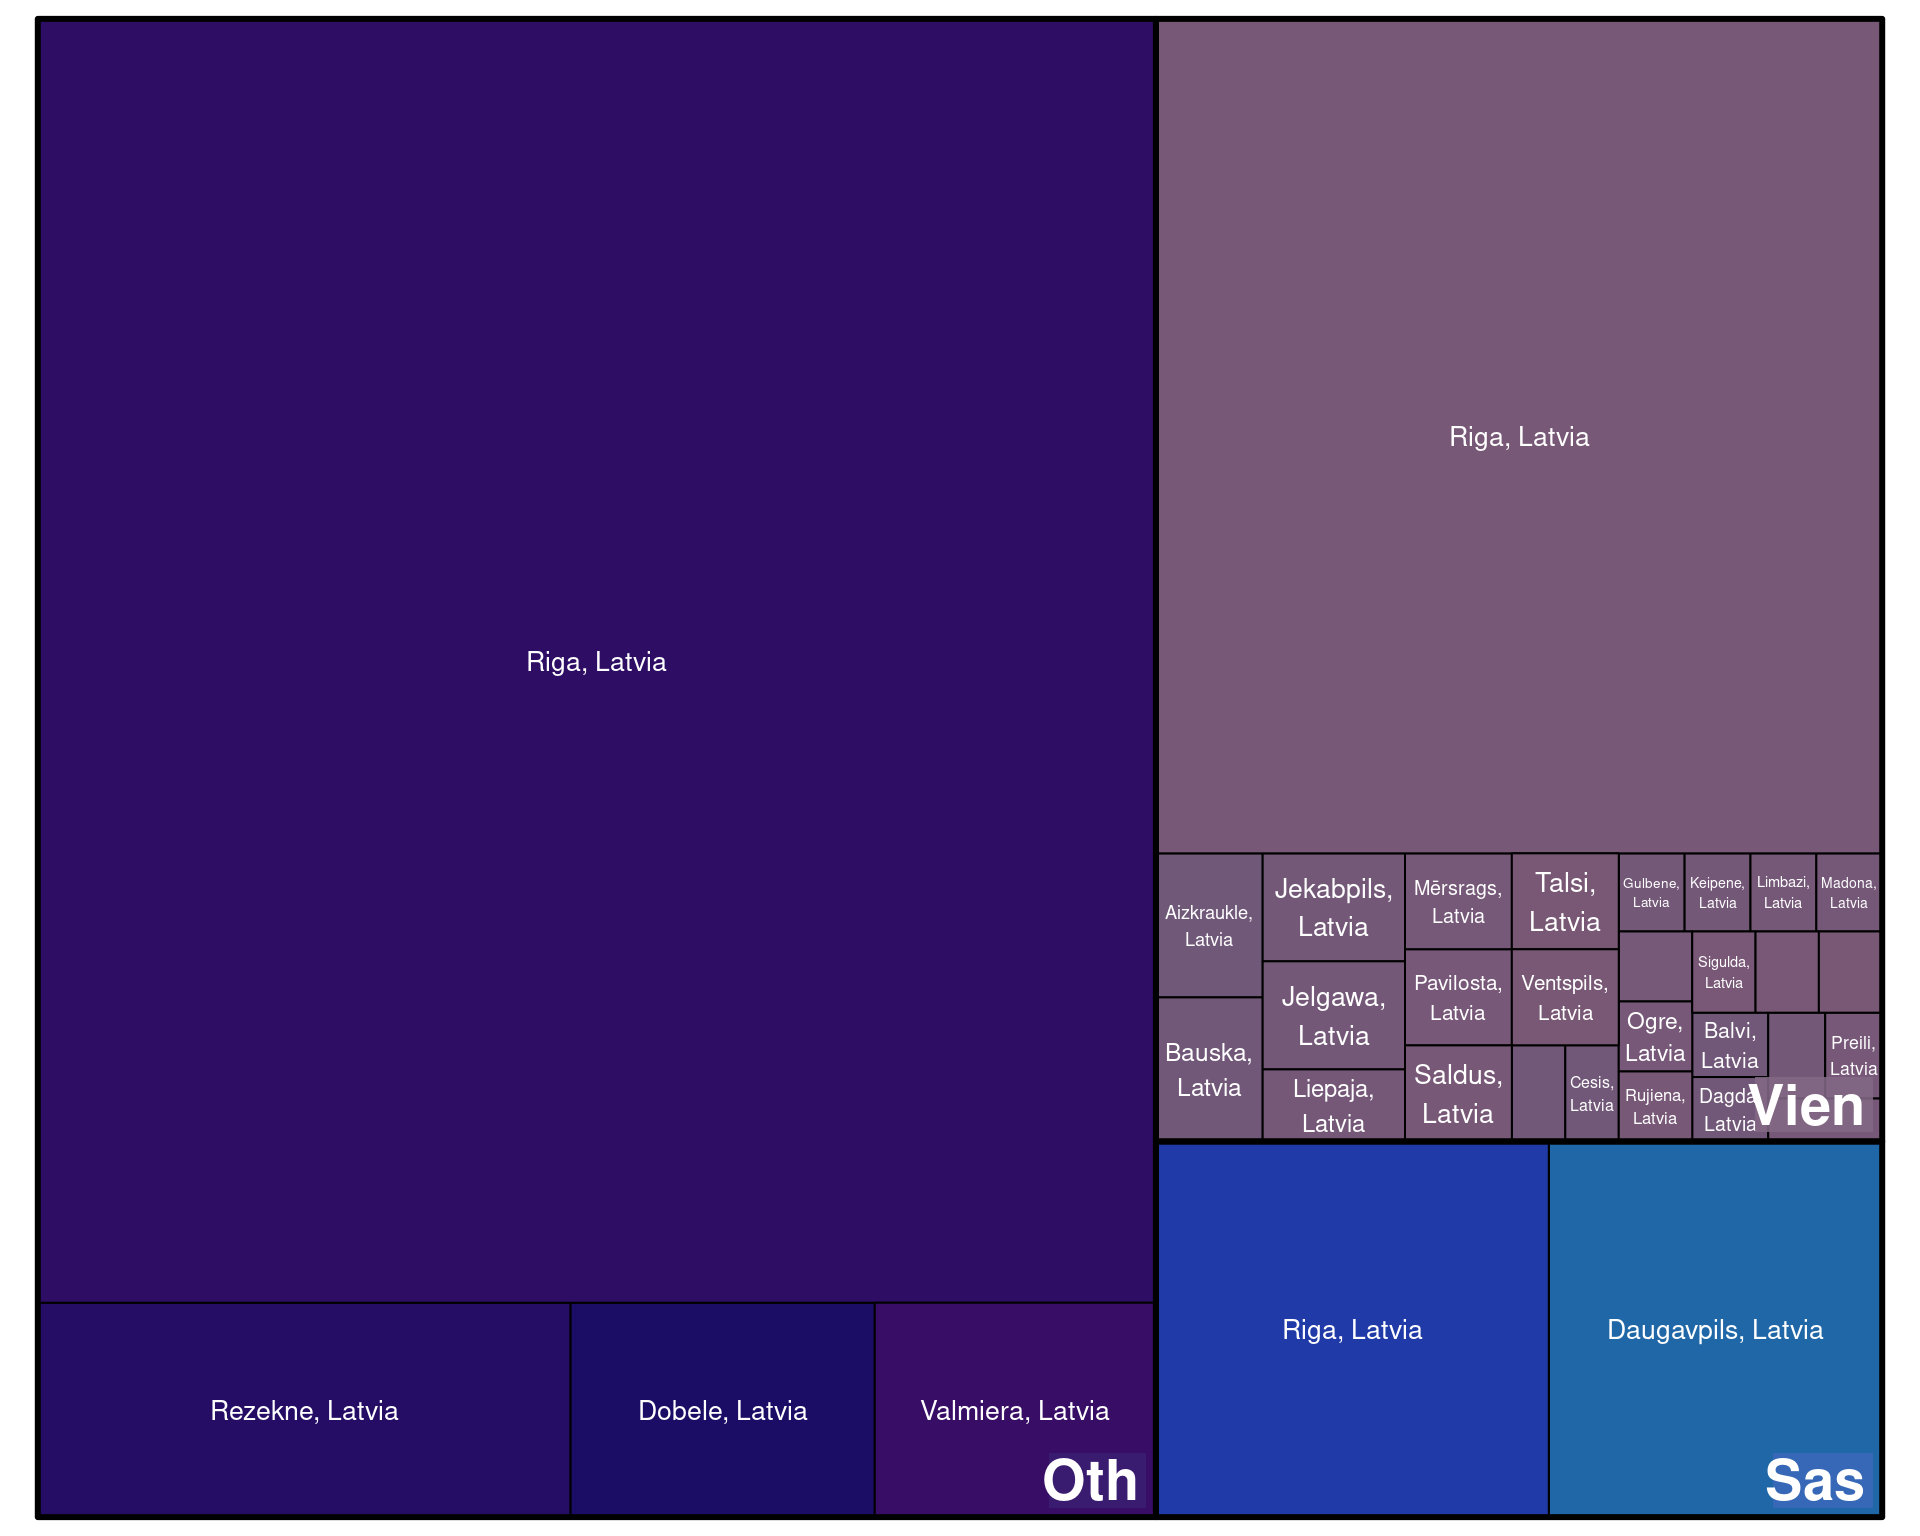 Riga, Latvia
Rezekne, Latvia
Dobele, Latvia
Valmiera, Latvia
Oth
Riga, Latvia
Aizkraukle,
Latvia
Bauska,
Latvia
Jekabpils,
Latvia
Jelgawa,
Latvia
Liepaja,
Latvia
Mērsrags,
Latvia
Pavilosta,
Latvia
Saldus,
Latvia
Talsi,
Latvia
Ventspils,
Latvia
Cesis,
Latvia
Gulbene,
Latvia
Keipene,
Latvia
Limbazi,
Latvia
Madona,
Latvia
Ogre,
Latvia
Rujiena,
Latvia
Sigulda,
Latvia
Balvi,
Latvia
Dagda,
Latvia
Preili,
Latvia
Vien
Riga, Latvia
Daugavpils, Latvia
Sas